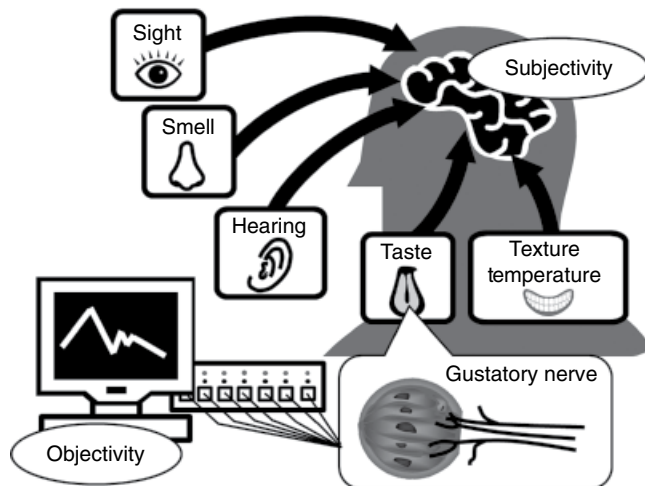 Sight
Subjectivity
Smell
Hearing
Taste
Texture
temperature
Gustatory nerve
Objectivity